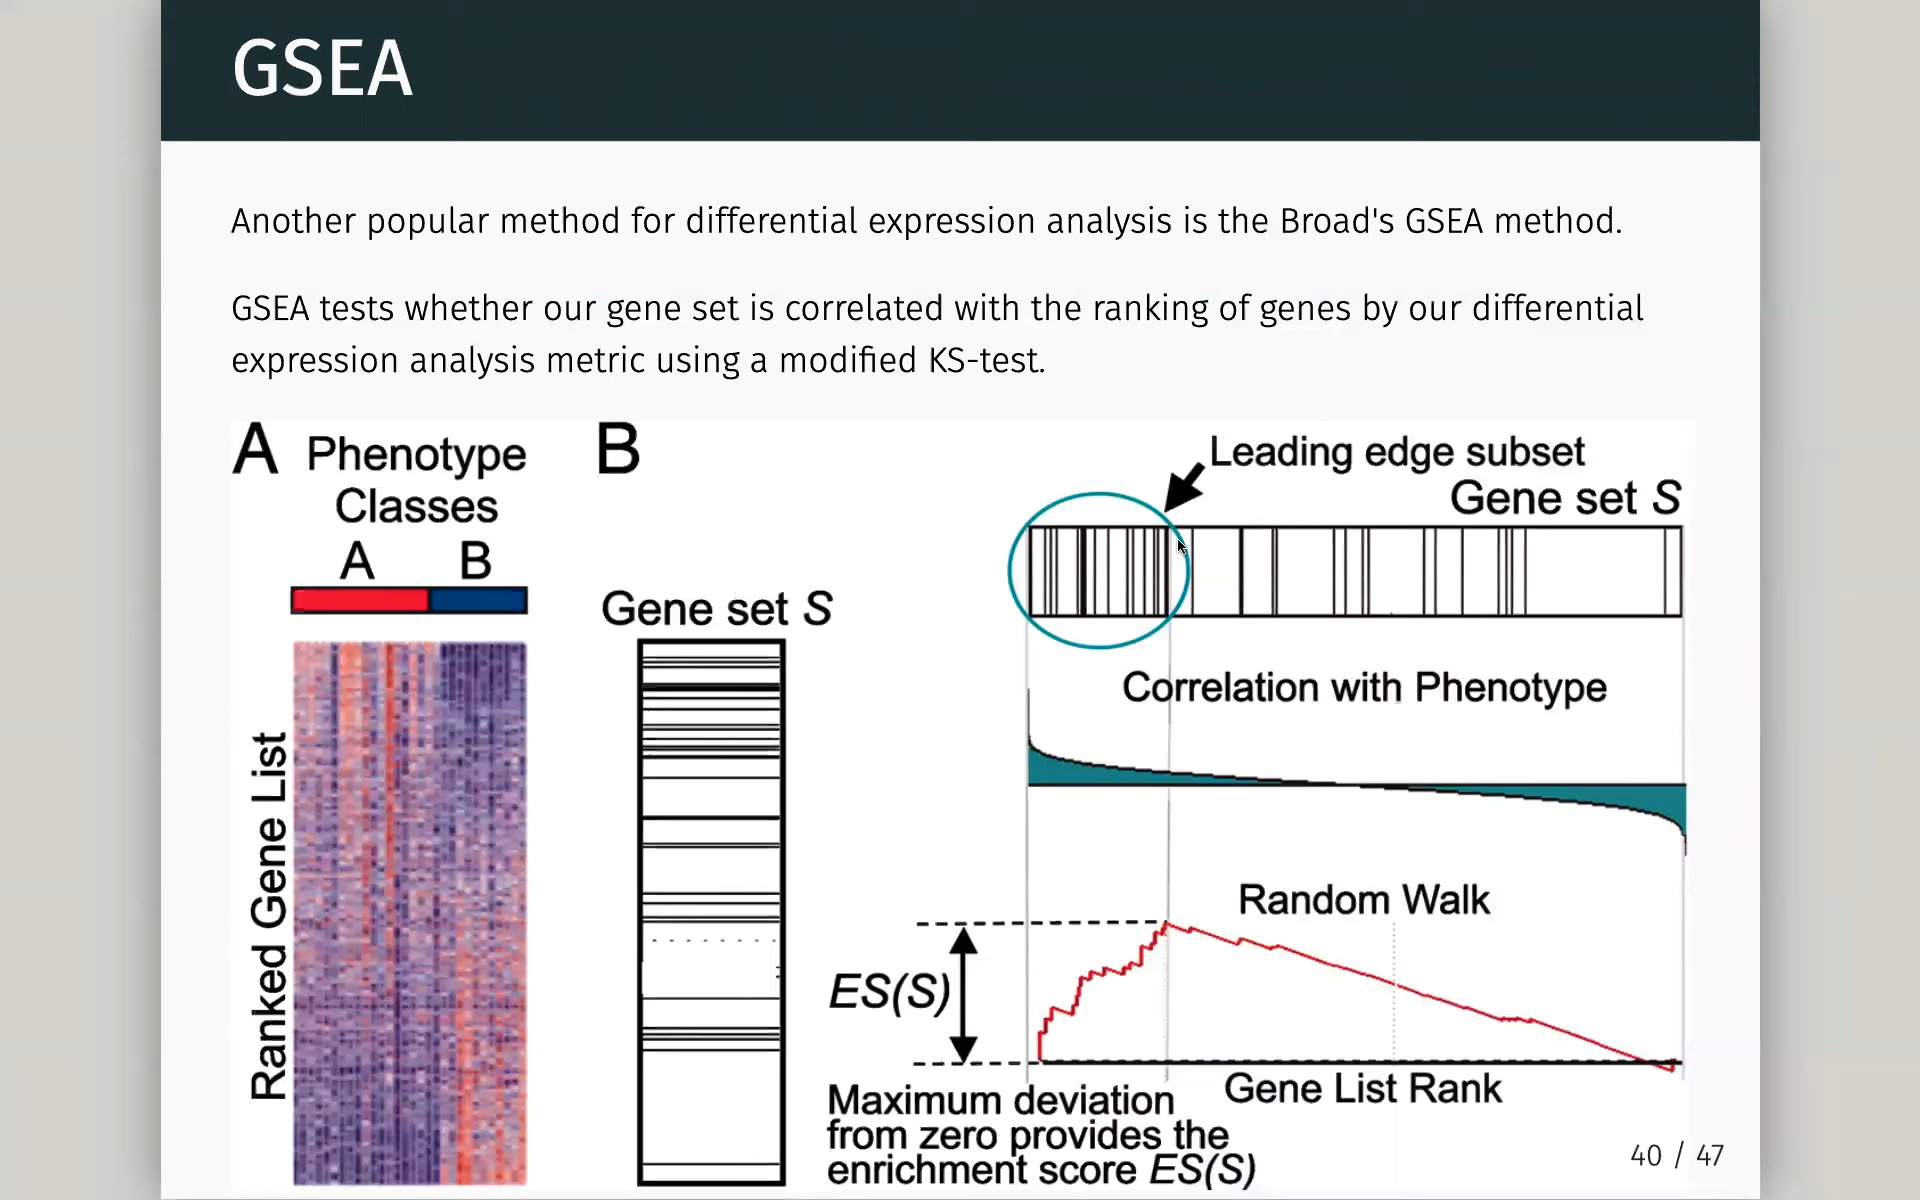 GSEA
Another popular method for differential expression analysis is the Broad's GSEA method.
GSEA tests whether our gene set is correlated with the ranking of genes by our differential
expression analysis metric using a modified KS-test.
A
Phenotype
Classes
A B
Ranked Gene List
B
Gene set S
Leading edge subset
Gene set S
Correlation with Phenotype
Random Walk
ES(S)
Gene List Rank
Maximum deviation
from zero provides the
enrichment score ES(S)
40 / 47